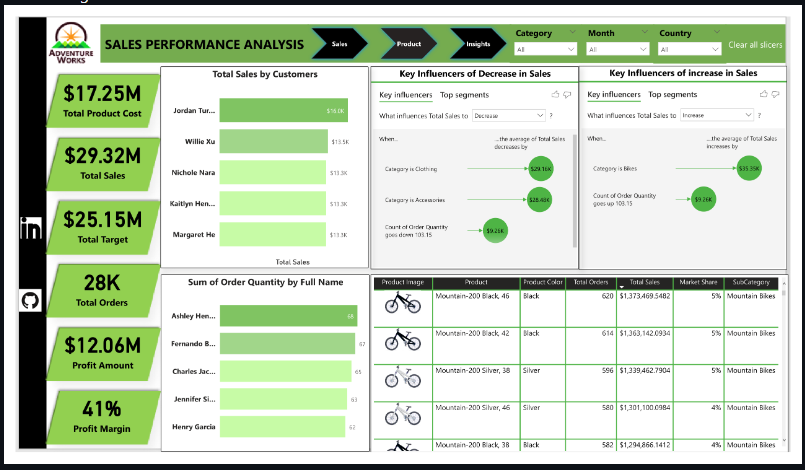 ADVENTURE
WORKS
SALES PERFORMANCE ANALYSIS
Sales
Product
Insights
Category
All
Month
All
Country
All
Clear all slicers
$17.25M
Total Product Cost
$29.32M
Total Sales
$25.15M
Total Target
28K
Total Orders
$12.06M
Profit Amount
41%
Profit Margin
in
Total Sales by Customers
Jordan Tur... $16.0K
Willie Xu $13.5K
Nichole Nara $13.3K
Kaitlyn Hen... $13.3K
Margaret He $13.3K
Total Sales
Key Influencers of Decrease in Sales
Key influencers Top segments
What influences Total Sales to Decrease ?
When...
...the average of Total Sales
decreases by
Category is Clothing $29.16K
Category is Accessories $28.48K
Count of Order Quantity
goes down 103.15
$9.26K
Key Influencers of increase in Sales
Key influencers Top segments
What influences Total Sales to Increase ?
When...
...the average of Total Sales
increases by
Category is Bikes $35.35K
Count of Order Quantity
goes up 103.15
$9.26K
Sum of Order Quantity by Full Name
Ashley Hen... 68
Fernando B... 67
Charles Jac... 65
Jennifer Si... 63
Henry Garcia 62
Product Image Product Product Color Total Orders Total Sales Market Share SubCategory
Mountain-200 Black, 46 Black 620 $1,373,469.5482 5% Mountain Bikes
Mountain-200 Black, 42 Black 614 $1,363,142.0934 5% Mountain Bikes
Mountain-200 Silver, 38 Silver 596 $1,339,462.7904 5% Mountain Bikes
Mountain-200 Silver, 46 Silver 580 $1,301,100.0984 4% Mountain Bikes
Mountain-200 Black, 38 Black 582 $1,294,866.1412 4% Mountain Bikes